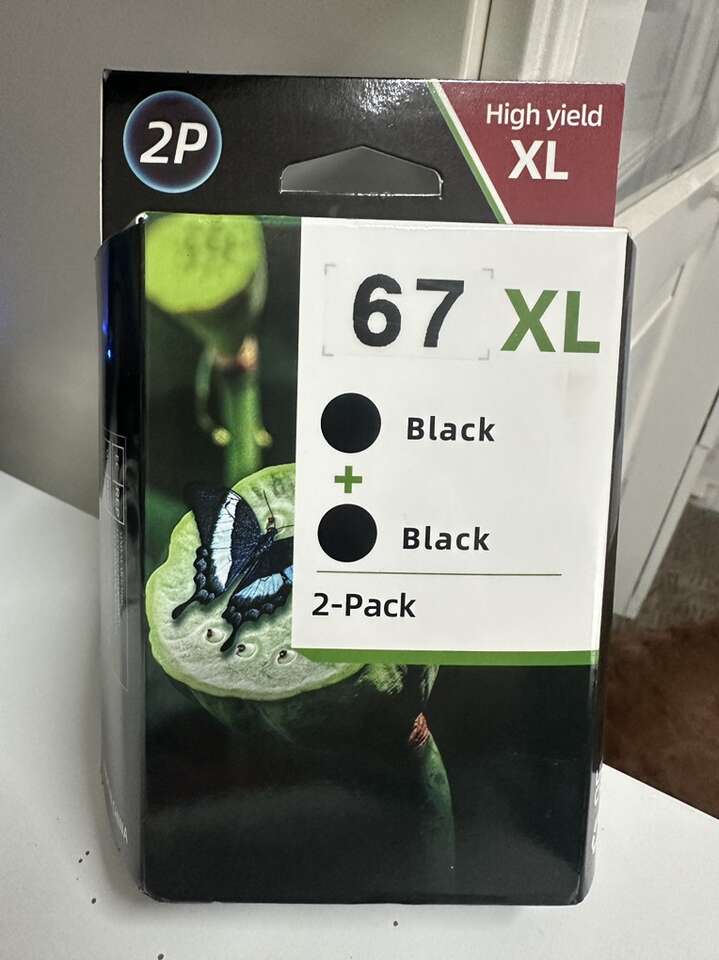 2P
High yield
XL
67 XL
Black
+
Black
2-Pack